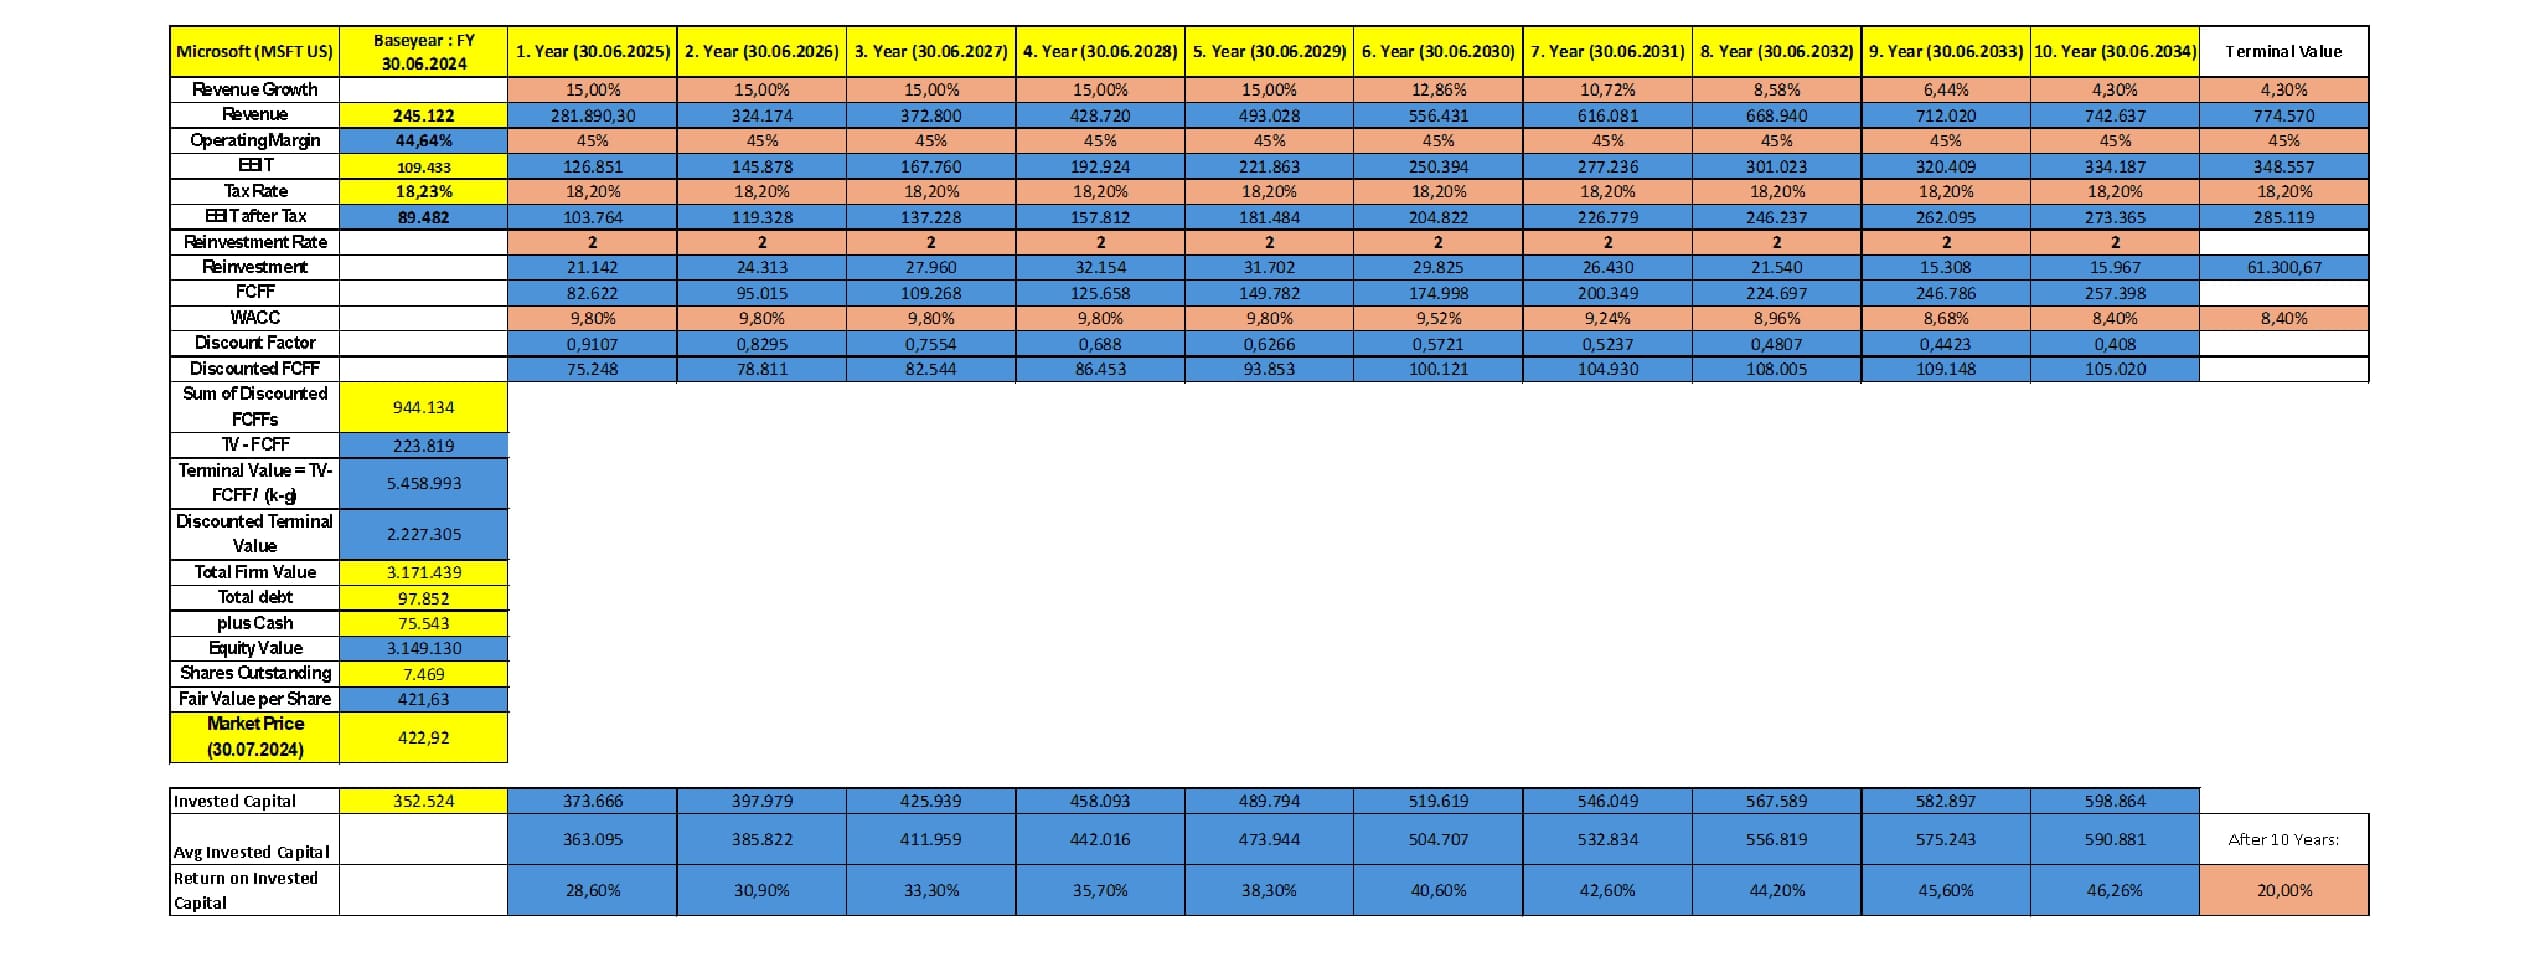 Microsoft (MSFT US) Baseyear : FY 30.06.2024 1. Year (30.06.2025) 2. Year (30.06.2026) 3. Year (30.06.2027) 4. Year (30.06.2028) 5. Year (30.06.2029) 6. Year (30.06.2030) 7. Year (30.06.2031) 8. Year (30.06.2032) 9. Year (30.06.2033) 10. Year (30.06.2034) Terminal Value
Revenue Growth 15,00% 15,00% 15,00% 15,00% 15,00% 12,86% 10,72% 8,58% 6,44% 4,30% 4,30%
Revenue 245.122 281.890,30 324.174 372.800 428.720 493.028 556.431 616.081 668.940 712.020 742.637 774.570
Operating Margin 44,64% 45% 45% 45% 45% 45% 45% 45% 45% 45% 45% 45%
EBIT 109.433 126.851 145.878 167.760 192.924 221.863 250.394 277.236 301.023 320.409 334.187 348.557
Tax Rate 18,23% 18,20% 18,20% 18,20% 18,20% 18,20% 18,20% 18,20% 18,20% 18,20% 18,20% 18,20%
EBIT after Tax 89.482 103.764 119.328 137.228 157.812 181.484 204.822 226.779 246.237 262.095 273.365 285.119
Reinvestment Rate 2 2 2 2 2 2 2 2 2 2
Reinvestment 21.142 24.313 27.960 32.154 31.702 29.825 26.430 21.540 15.308 15.967 61.300,67
FCFF 82.622 95.015 109.268 125.658 149.782 174.998 200.349 224.697 246.786 257.398
WACC 9,80% 9,80% 9,80% 9,80% 9,80% 9,52% 9,24% 8,96% 8,68% 8,40% 8,40%
Discount Factor 0,9107 0,8295 0,7554 0,688 0,6266 0,5721 0,5237 0,4807 0,4423 0,408
Discounted FCFF 75.248 78.811 82.544 86.453 93.853 100.121 104.930 108.005 109.148 105.020
Sum of Discounted FCFFs 944.134
TV - FCFF 223.819
Terminal Value = TV-FCFF / (k-g) 5.458.993
Discounted Terminal Value 2.227.305
Total Firm Value 3.171.439
Total debt 97.852
plus Cash 75.543
Equity Value 3.149.130
Shares Outstanding 7.469
Fair Value per Share 421,63
Market Price (30.07.2024) 422,92
Invested Capital 352.524 373.666 397.979 425.939 458.093 489.794 519.619 546.049 567.589 582.897 598.864
Avg Invested Capital 363.095 385.822 411.959 442.016 473.944 504.707 532.834 556.819 575.243 590.881 After 10 Years:
Return on Invested Capital 28,60% 30,90% 33,30% 35,70% 38,30% 40,60% 42,60% 44,20% 45,60% 46,26% 20,00%